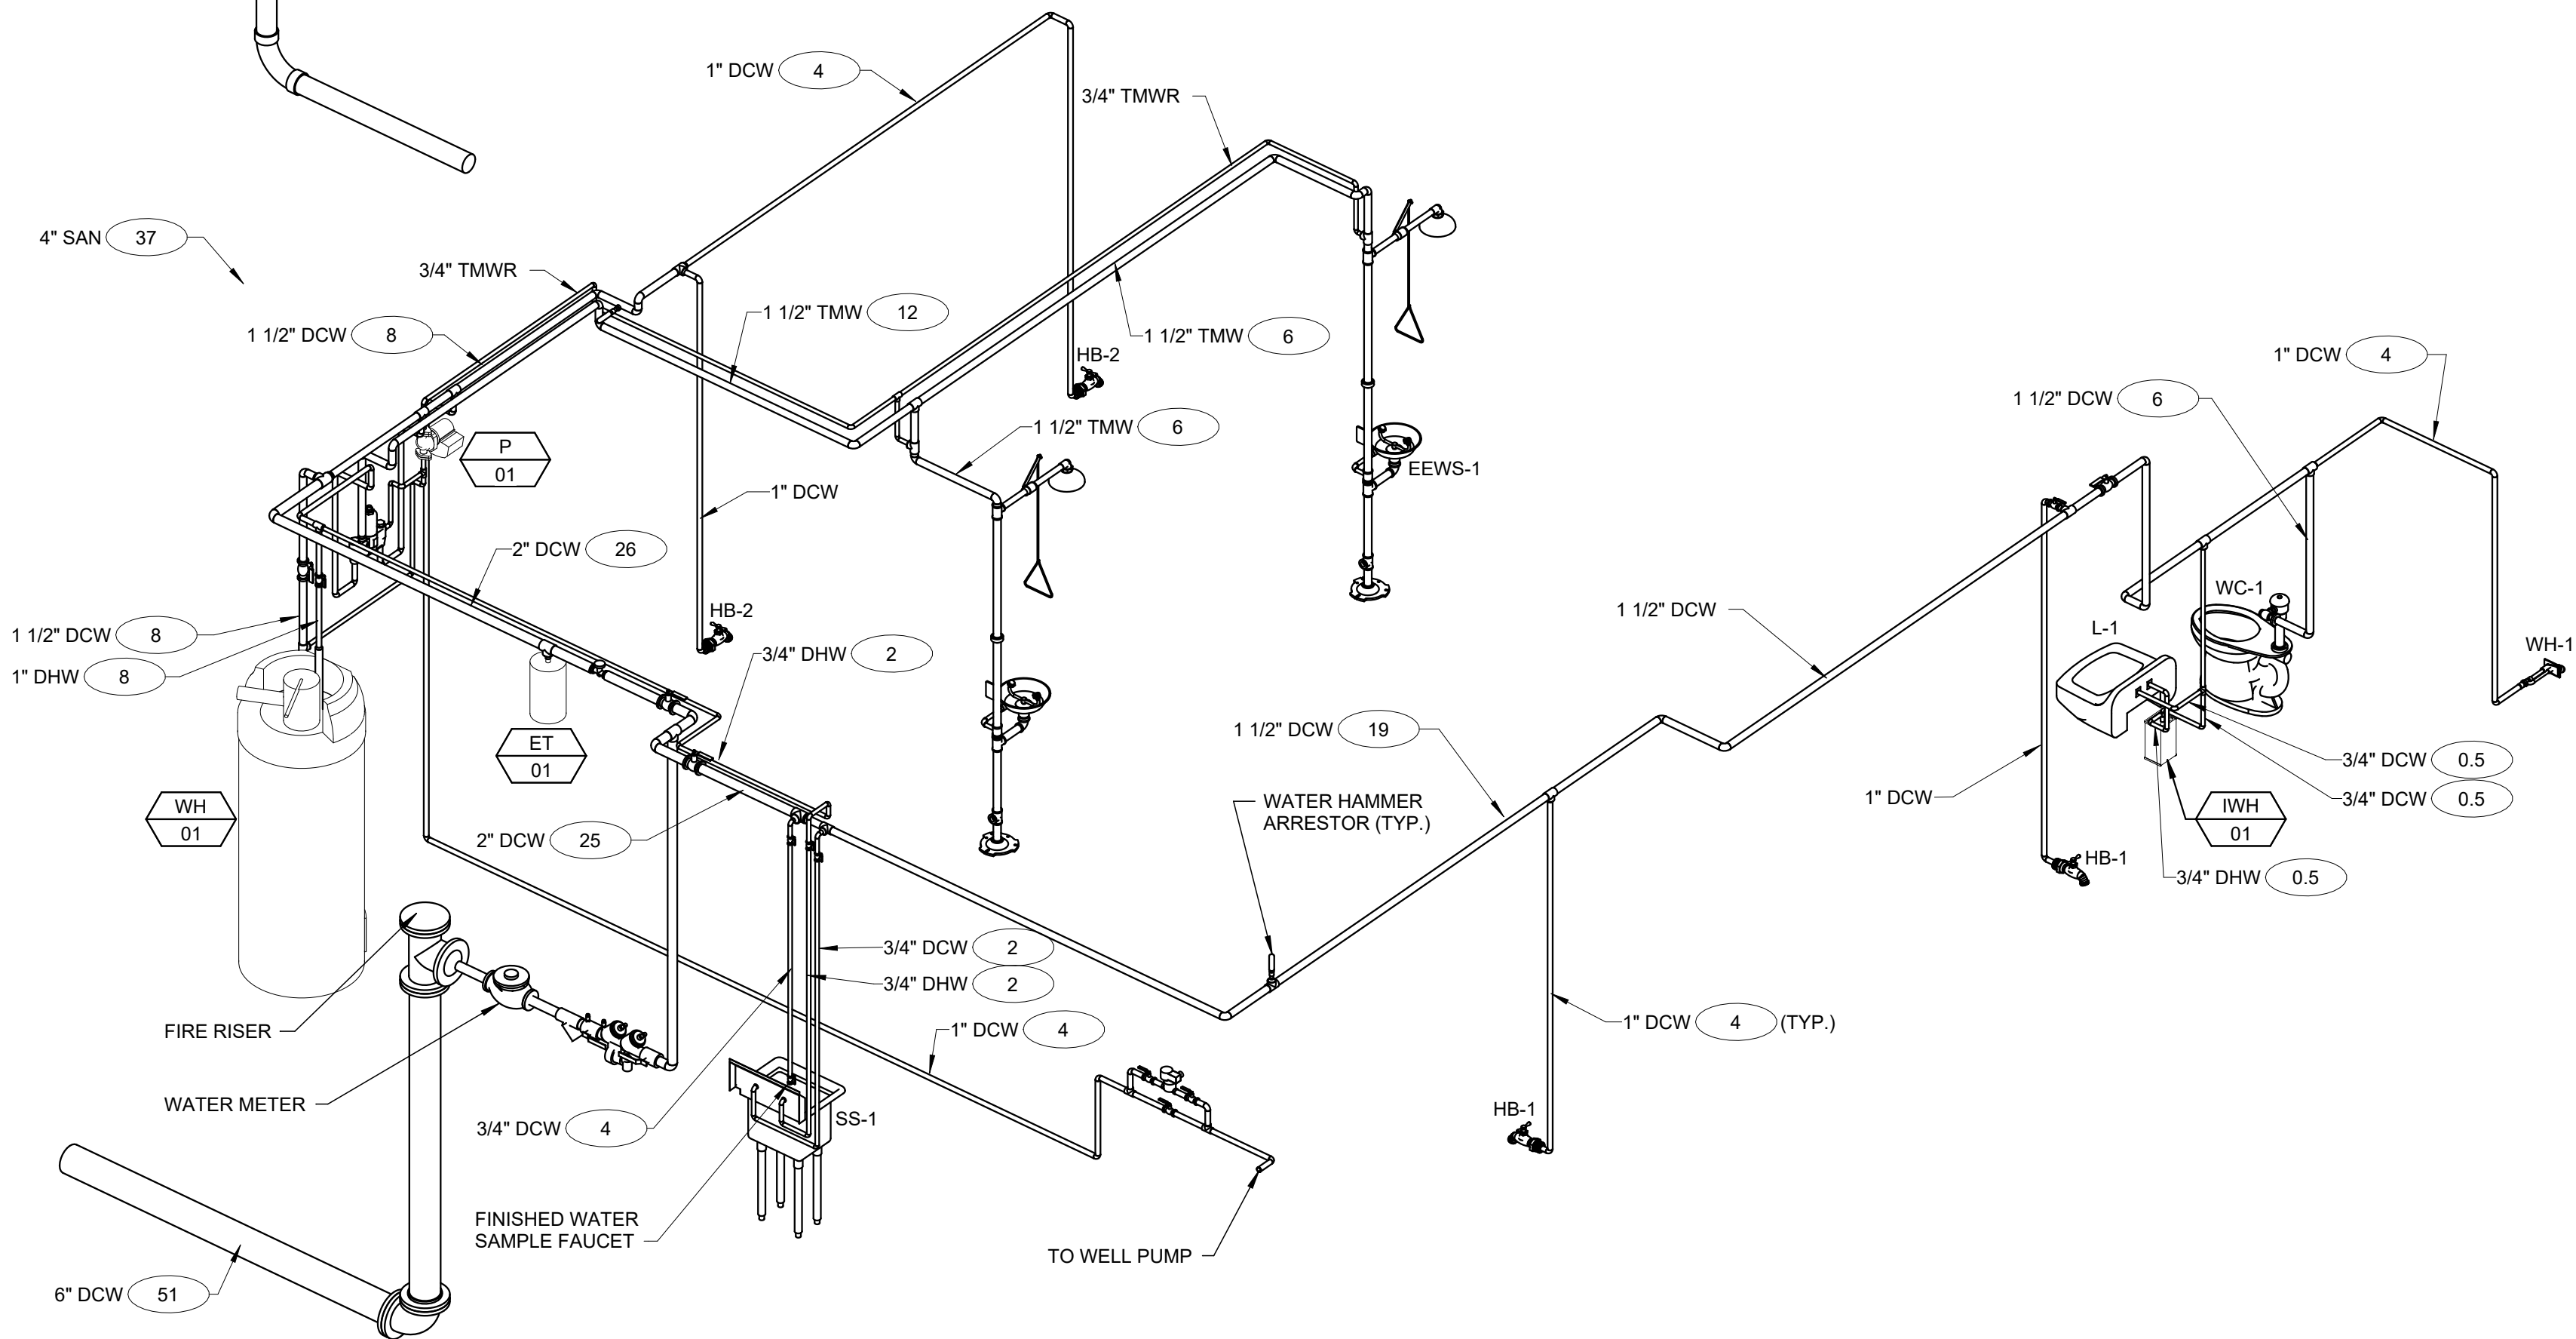 1" DCW 4
3/4" TMWR
4" SAN 37
3/4" TMWR
1 1/2" DCW 8
1 1/2" TMW 12
1 1/2" TMW 6
HB-2
1" DCW 4
1 1/2" DCW 6
1 1/2" TMW 6
P
01
EEWS-1
1" DCW
2" DCW 26
WC-1
1 1/2" DCW
HB-2
1 1/2" DCW 8
L-1
WH-1
3/4" DHW 2
1" DHW 8
1 1/2" DCW 19
ET
01
3/4" DCW 0.5
WH
01
WATER HAMMER
ARRESTOR (TYP.)
1" DCW
3/4" DCW 0.5
IWH
01
2" DCW 25
HB-1
3/4" DHW 0.5
3/4" DCW 2
3/4" DHW 2
FIRE RISER
1" DCW 4
1" DCW 4 (TYP.)
WATER METER
3/4" DCW 4
SS-1
HB-1
FINISHED WATER
SAMPLE FAUCET
TO WELL PUMP
6" DCW 51